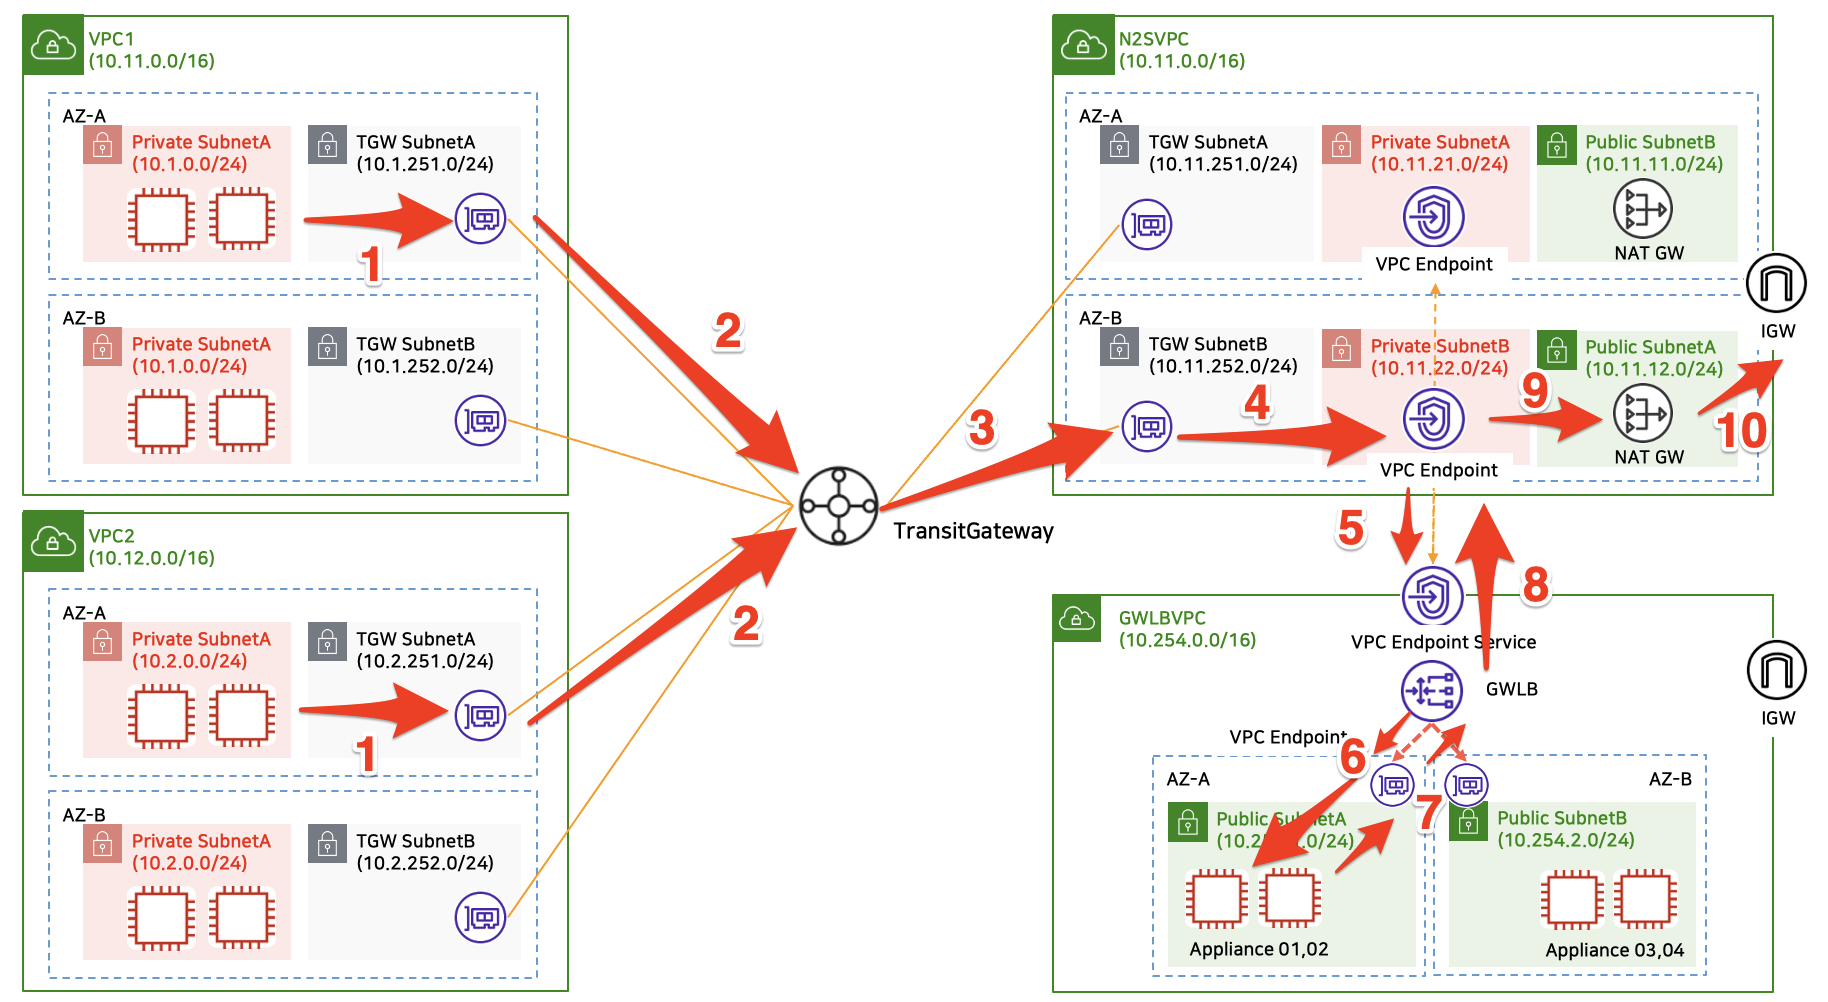 VPC1
(10.11.0.0/16)
AZ-A
Private SubnetA
(10.1.0.0/24)
TGW SubnetA
(10.1.251.0/24)
1
AZ-B
Private SubnetA
(10.1.0.0/24)
TGW SubnetB
(10.1.252.0/24)
VPC2
(10.12.0.0/16)
AZ-A
Private SubnetA
(10.2.0.0/24)
TGW SubnetA
(10.2.251.0/24)
1
AZ-B
Private SubnetA
(10.2.0.0/24)
TGW SubnetB
(10.2.252.0/24)
2
2
TransitGateway
3
N2SVPC
(10.11.0.0/16)
AZ-A
TGW SubnetA
(10.11.251.0/24)
Private SubnetA
(10.11.21.0/24)
VPC Endpoint
Public SubnetB
(10.11.11.0/24)
NAT GW
IGW
AZ-B
TGW SubnetB
(10.11.252.0/24)
4
Private SubnetB
(10.11.22.0/24)
VPC Endpoint
9
Public SubnetA
(10.11.12.0/24)
NAT GW
10
5
8
GWLBVPC
(10.254.0.0/16)
VPC Endpoint Service
GWLB
IGW
VPC Endpoint
6
7
AZ-A
Public SubnetA
.0/24)
Appliance 01,02
AZ-B
Public SubnetB
(10.254.2.0/24)
Appliance 03,04